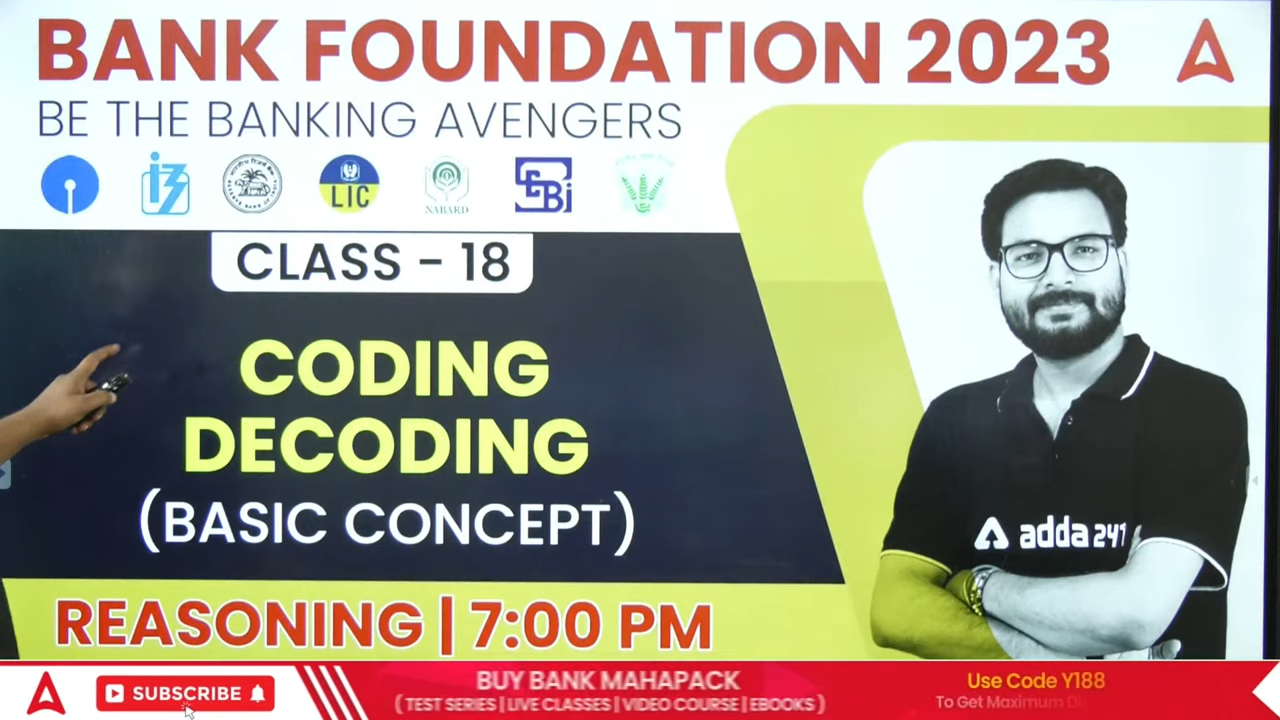 BANK FOUNDATION 2023
BE THE BANKING AVENGERS
LIC
NABARD
SEBi
CLASS - 18
CODING
DECODING
(BASIC CONCEPT)
adda 247
REASONING | 7:00 PM
SUBSCRIBE
BUY BANK MAHAPACK
( TEST SERIES | LIVE CLASSES | VIDEO COURSE | EBOOKS )
Use Code Y188
To Get Maximum